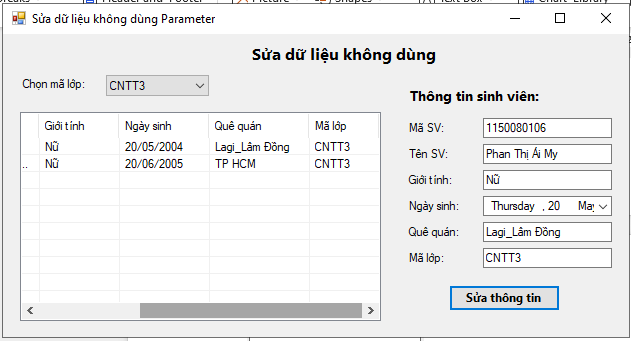 Sửa dữ liệu không dùng Parameter
Sửa dữ liệu không dùng
Chọn mã lớp: CNTT3
Giới tính Ngày sinh Quê quán Mã lớp
Nữ 20/05/2004 Lagi_Lâm Đồng CNTT3
.. Nữ 20/06/2005 TP HCM CNTT3
Thông tin sinh viên:
Mã SV: 1150080106
Tên SV: Phan Thị Ái My
Giới tính: Nữ
Ngày sinh: Thursday , 20 May
Quê quán: Lagi_Lâm Đồng
Mã lớp: CNTT3
Sửa thông tin